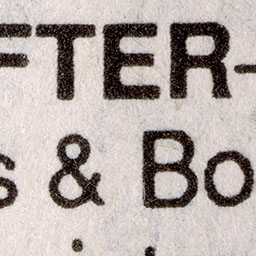 FTER-
s & Bo